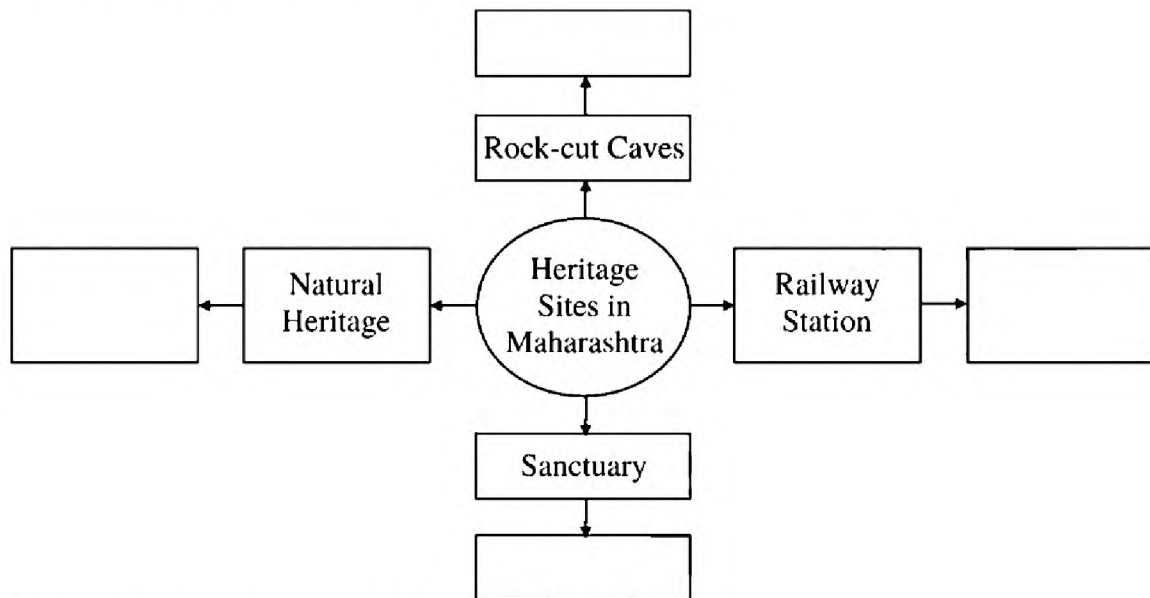 Rock-cut Caves
Natural
Heritage
Heritage
Sites in
Maharashtra
Railway
Station
Sanctuary